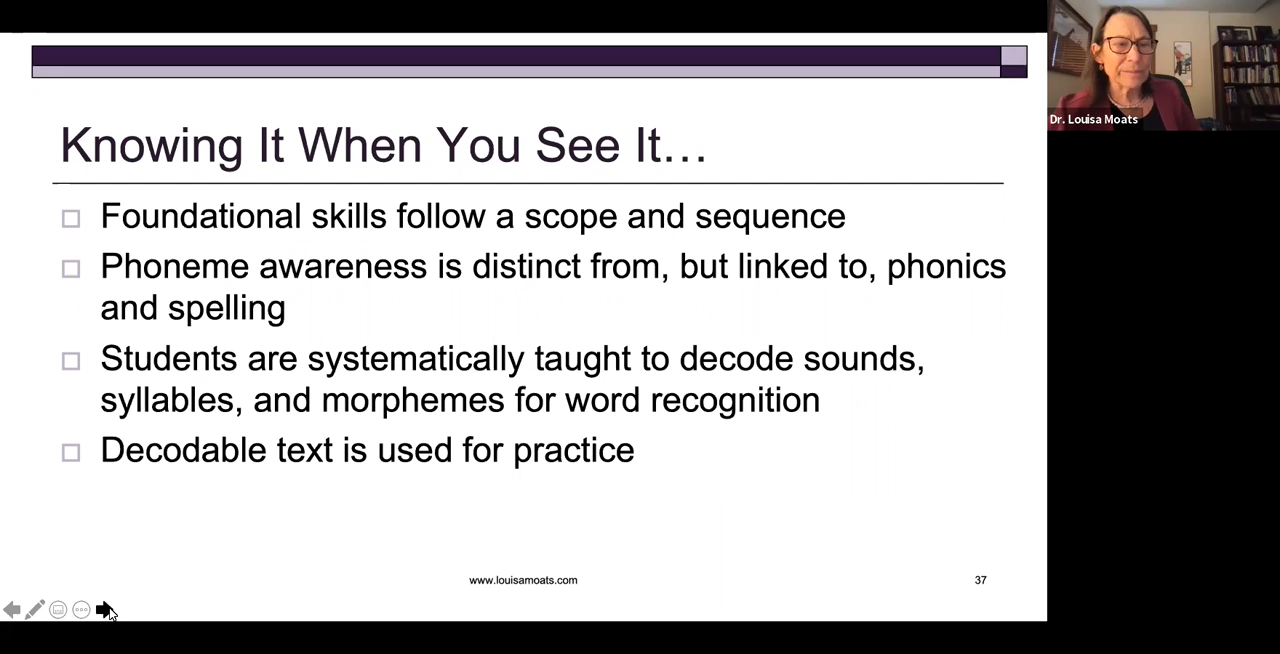 Knowing It When You See It...
Foundational skills follow a scope and sequence
Phoneme awareness is distinct from, but linked to, phonics
and spelling
Students are systematically taught to decode sounds,
syllables, and morphemes for word recognition
Decodable text is used for practice
www.louisamoats.com
37
Dr. Louisa Moats